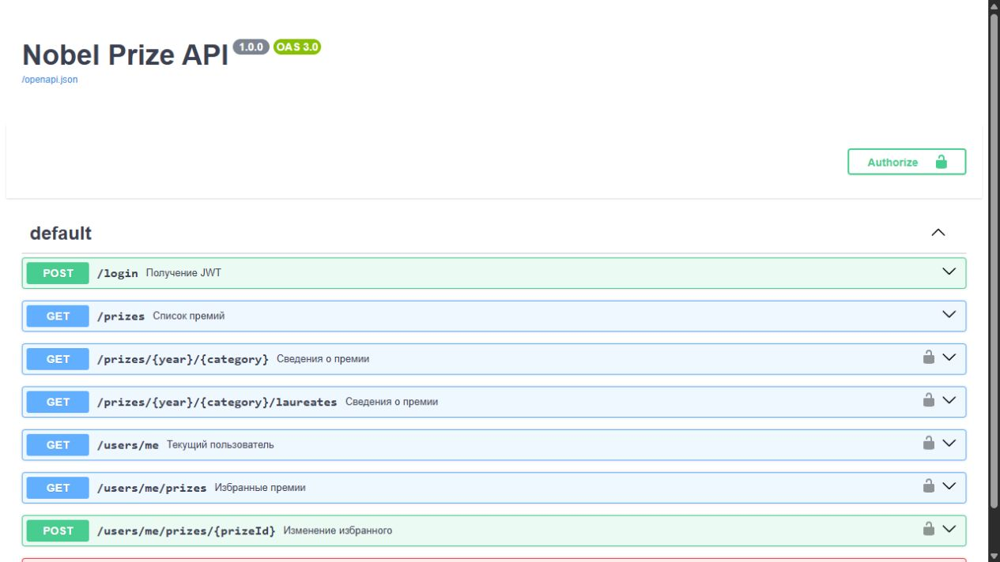 Nobel Prize API 1.0.0 OAS 3.0
/openapi.json
Authorize
default
POST /login Получение JWT
GET /prizes Список премий
GET /prizes/{year}/{category} Сведения о премии
GET /prizes/{year}/{category}/laureates Сведения о премии
GET /users/me Текущий пользователь
GET /users/me/prizes Избранные премии
POST /users/me/prizes/{prizeId} Изменение избранного